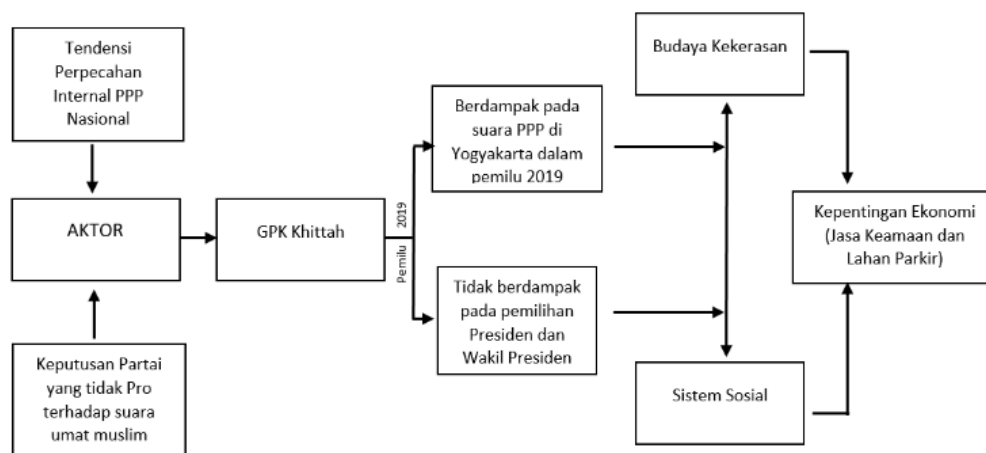 Tendensi
Perpecahan
Internal PPP
Nasional
AKTOR
Keputusan Partai
yang tidak Pro
terhadap suara
umat muslim
GPK Khittah
Pemilu 2019
Berdampak pada
suara PPP di
Yogyakarta dalam
pemilu 2019
Tidak berdampak
pada pemilihan
Presiden dan
Wakil Presiden
Budaya Kekerasan
Sistem Sosial
Kepentingan Ekonomi
(Jasa Keamaan dan
Lahan Parkir)